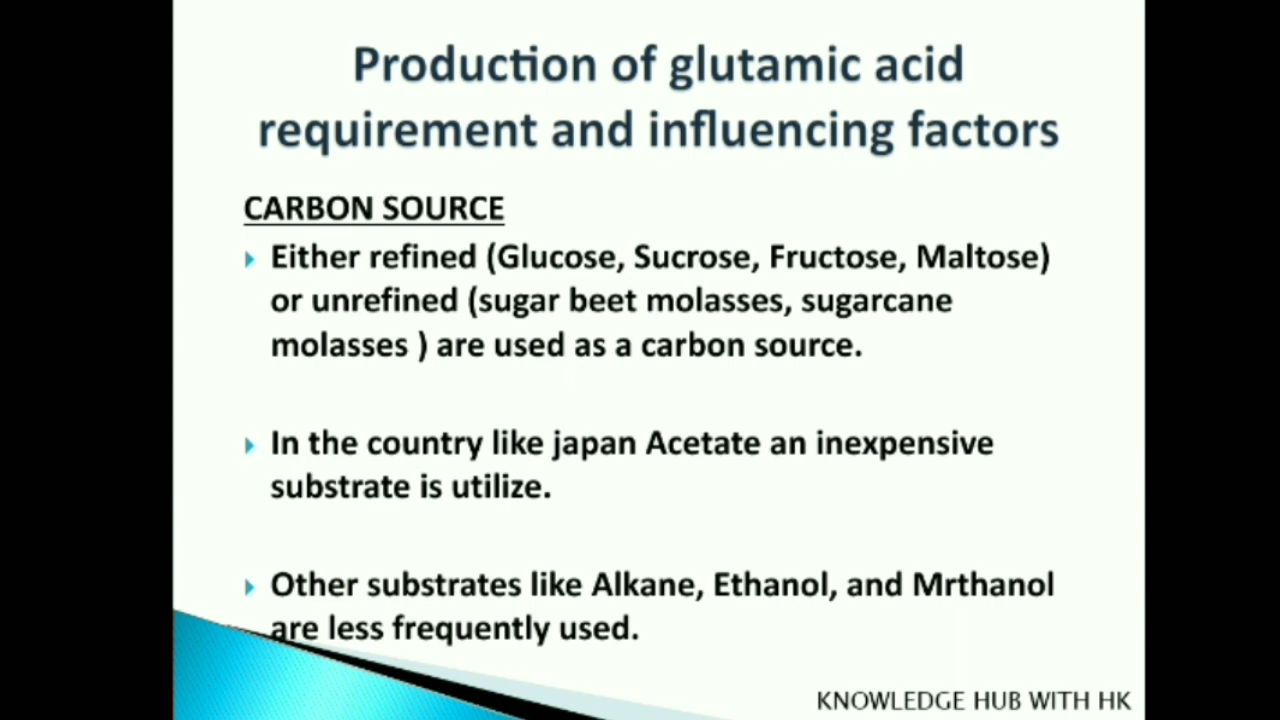 Production of glutamic acid
requirement and influencing factors
CARBON SOURCE
Either refined (Glucose, Sucrose, Fructose, Maltose)
or unrefined (sugar beet molasses, sugarcane
molasses ) are used as a carbon source.
In the country like japan Acetate an inexpensive
substrate is utilize.
Other substrates like Alkane, Ethanol, and Mrthanol
are less frequently used.
KNOWLEDGE HUB WITH HK